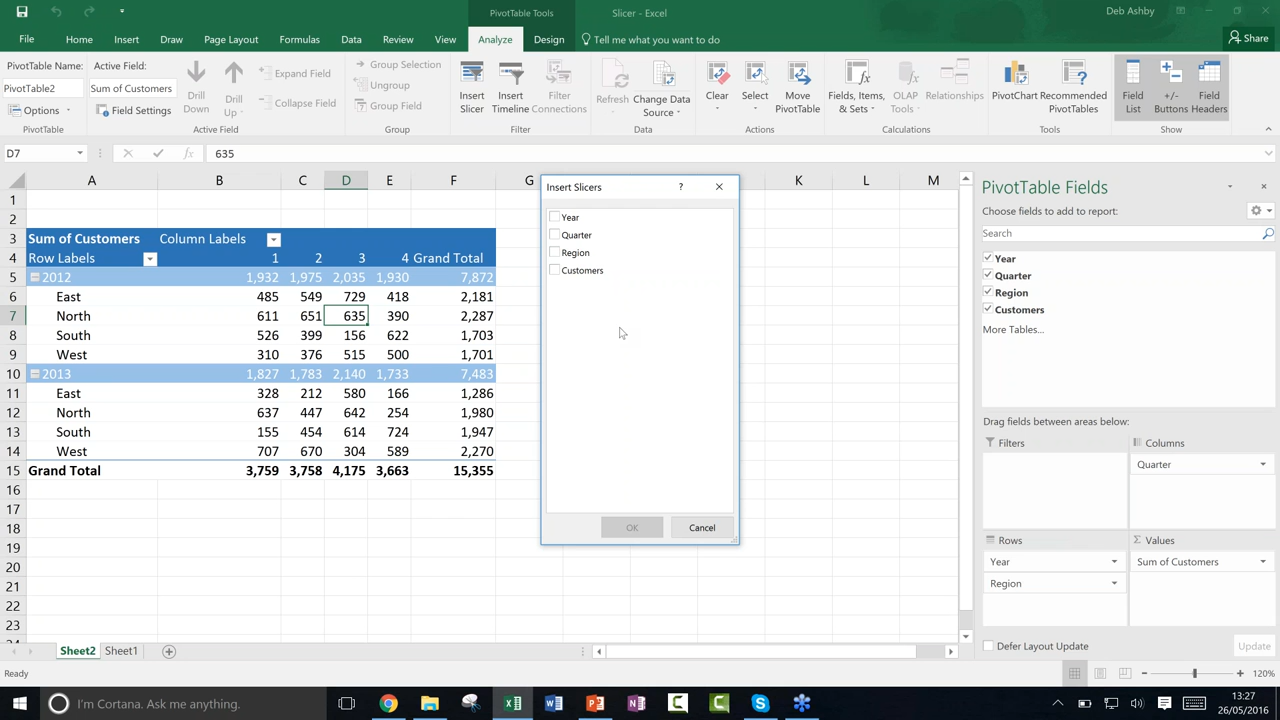 PivotTable Tools
Slicer - Excel
Deb Ashby
File
Home
Insert
Draw
Page Layout
Formulas
Data
Review
View
Analyze
Design
Tell me what you want to do
Share
PivotTable Name:
PivotTable2
Options
PivotTable
Active Field:
Sum of Customers
Field Settings
Drill Down
Drill Up
Expand Field
Collapse Field
Active Field
Group Selection
Ungroup
Group Field
Group
Insert Slicer
Insert Timeline
Filter Connections
Filter
Refresh
Change Data Source
Data
Clear
Select
Move PivotTable
Actions
Fields, Items, & Sets
OLAP Tools
Relationships
Calculations
PivotChart
Recommended PivotTables
Tools
Field List
+/- Buttons
Field Headers
Show
D7
fx
635
A B C D E F G K L M
1
2
3 Sum of Customers Column Labels
4 Row Labels 1 2 3 4 Grand Total
5 2012 1,932 1,975 2,035 1,930 7,872
6 East 485 549 729 418 2,181
7 North 611 651 635 390 2,287
8 South 526 399 156 622 1,703
9 West 310 376 515 500 1,701
10 2013 1,827 1,783 2,140 1,733 7,483
11 East 328 212 580 166 1,286
12 North 637 447 642 254 1,980
13 South 155 454 614 724 1,947
14 West 707 670 304 589 2,270
15 Grand Total 3,759 3,758 4,175 3,663 15,355
16
17
18
19
20
21
22
23
Insert Slicers
?
Year
Quarter
Region
Customers
OK
Cancel
PivotTable Fields
Choose fields to add to report:
Search
Year
Quarter
Region
Customers
More Tables...
Drag fields between areas below:
Filters
Columns
Quarter
Rows
Year
Region
Σ Values
Sum of Customers
Defer Layout Update
Update
Sheet2
Sheet1
Ready
120%
I'm Cortana. Ask me anything.
13:27
26/05/2016